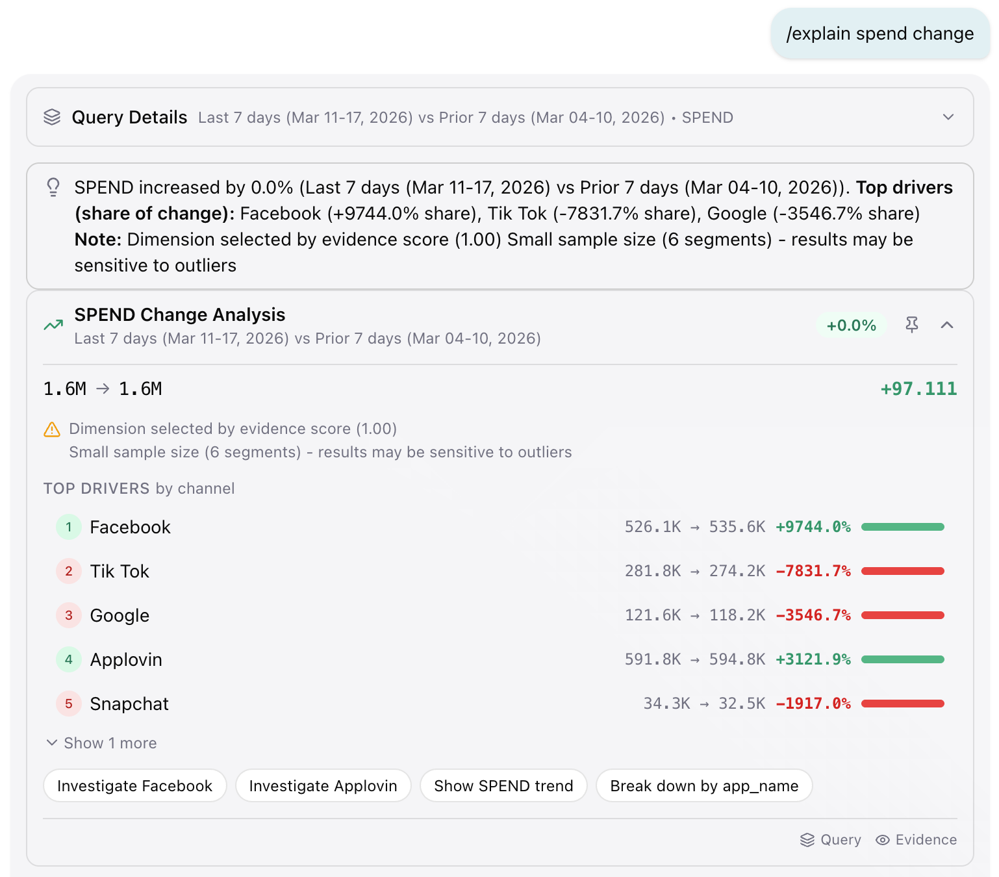 /explain spend change
Query Details Last 7 days (Mar 11-17, 2026) vs Prior 7 days (Mar 04-10, 2026) • SPEND
SPEND increased by 0.0% (Last 7 days (Mar 11-17, 2026) vs Prior 7 days (Mar 04-10, 2026)). Top drivers
(share of change): Facebook (+9744.0% share), Tik Tok (-7831.7% share), Google (-3546.7% share)
Note: Dimension selected by evidence score (1.00) Small sample size (6 segments) - results may be
sensitive to outliers
SPEND Change Analysis
Last 7 days (Mar 11-17, 2026) vs Prior 7 days (Mar 04-10, 2026)
+0.0%
1.6M → 1.6M +97.111
Dimension selected by evidence score (1.00)
Small sample size (6 segments) - results may be sensitive to outliers
TOP DRIVERS by channel
1 Facebook 526.1K → 535.6K +9744.0%
2 Tik Tok 281.8K → 274.2K −7831.7%
3 Google 121.6K → 118.2K −3546.7%
4 Applovin 591.8K → 594.8K +3121.9%
5 Snapchat 34.3K → 32.5K −1917.0%
Show 1 more
Investigate Facebook Investigate Applovin Show SPEND trend Break down by app_name
Query Evidence